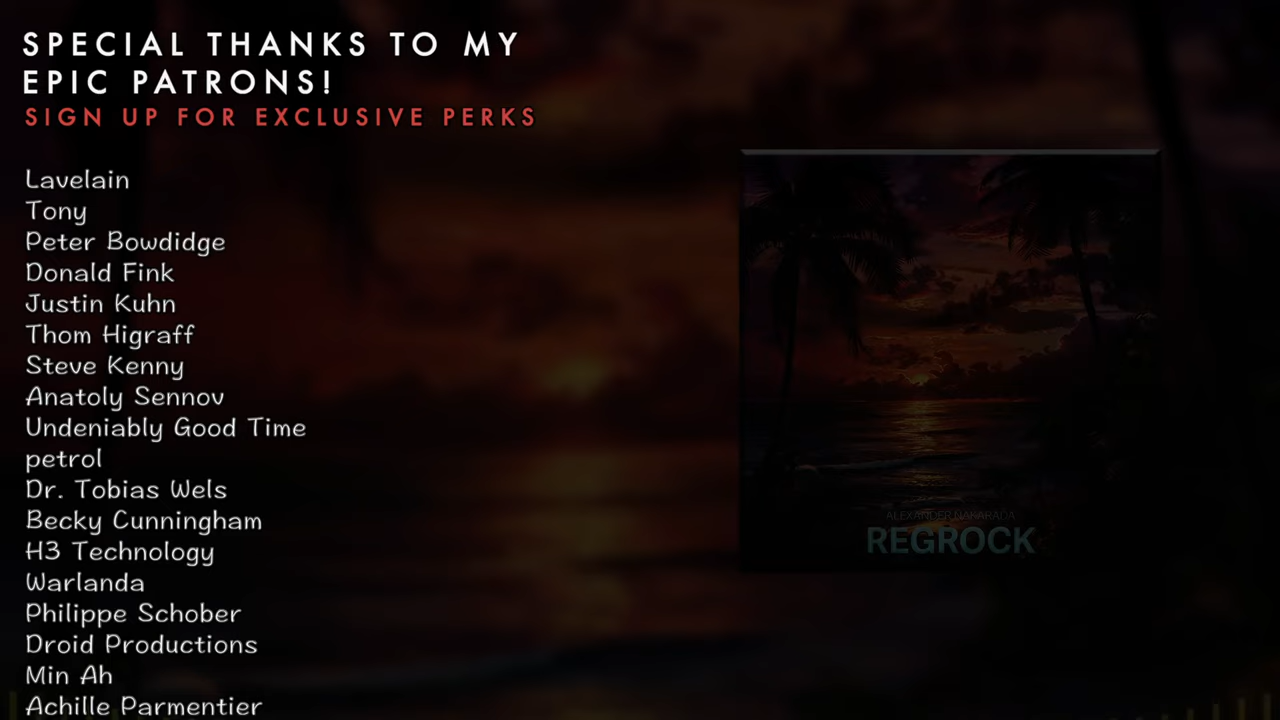 SPECIAL THANKS TO MY
EPIC PATRONS!
SIGN UP FOR EXCLUSIVE PERKS
Lavelain
Tony
Peter Bowdidge
Donald Fink
Justin Kuhn
Thom Higraff
Steve Kenny
Anatoly Sennov
Undeniably Good Time
petrol
Dr. Tobias Wels
Becky Cunningham
H3 Technology
Warlanda
Philippe Schober
Droid Productions
Min Ah
Achille Parmentier
ALEXANDER NAKARADA
REGROCK